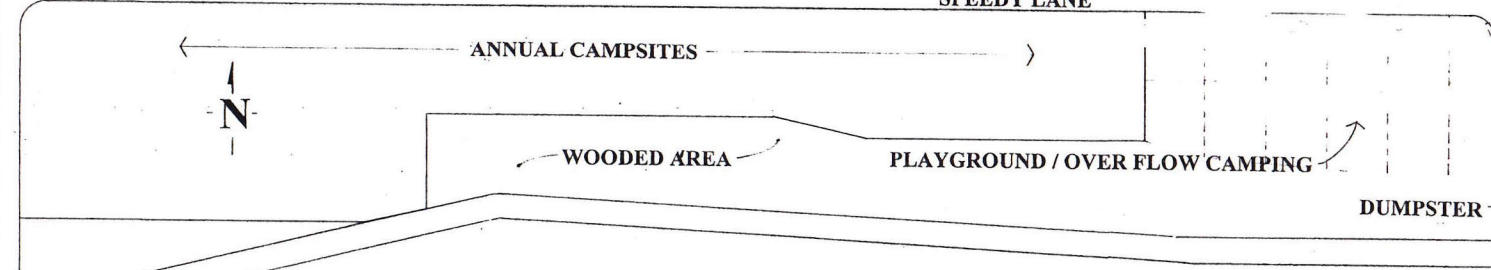 SPEEDY LANE
ANNUAL CAMPSITES
N
WOODED AREA
PLAYGROUND / OVER FLOW CAMPING
DUMPSTER